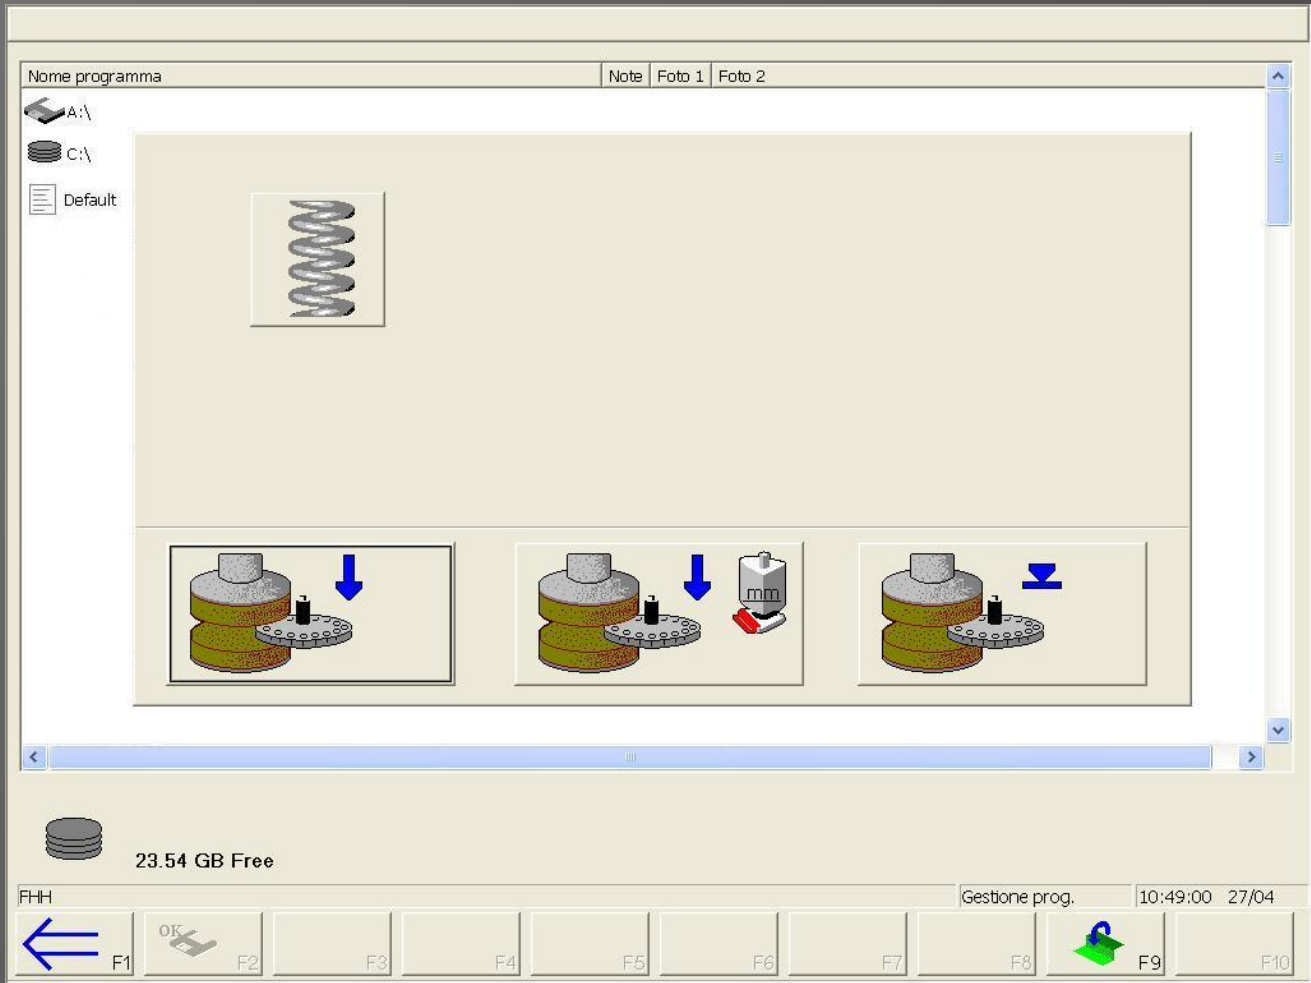 Nome programma Note Foto 1 Foto 2
A:\
C:\
Default
mm
23.54 GB Free
FHH Gestione prog. 10:49:00 27/04
OK
F1 F2 F3 F4 F5 F6 F7 F8 F9 F10